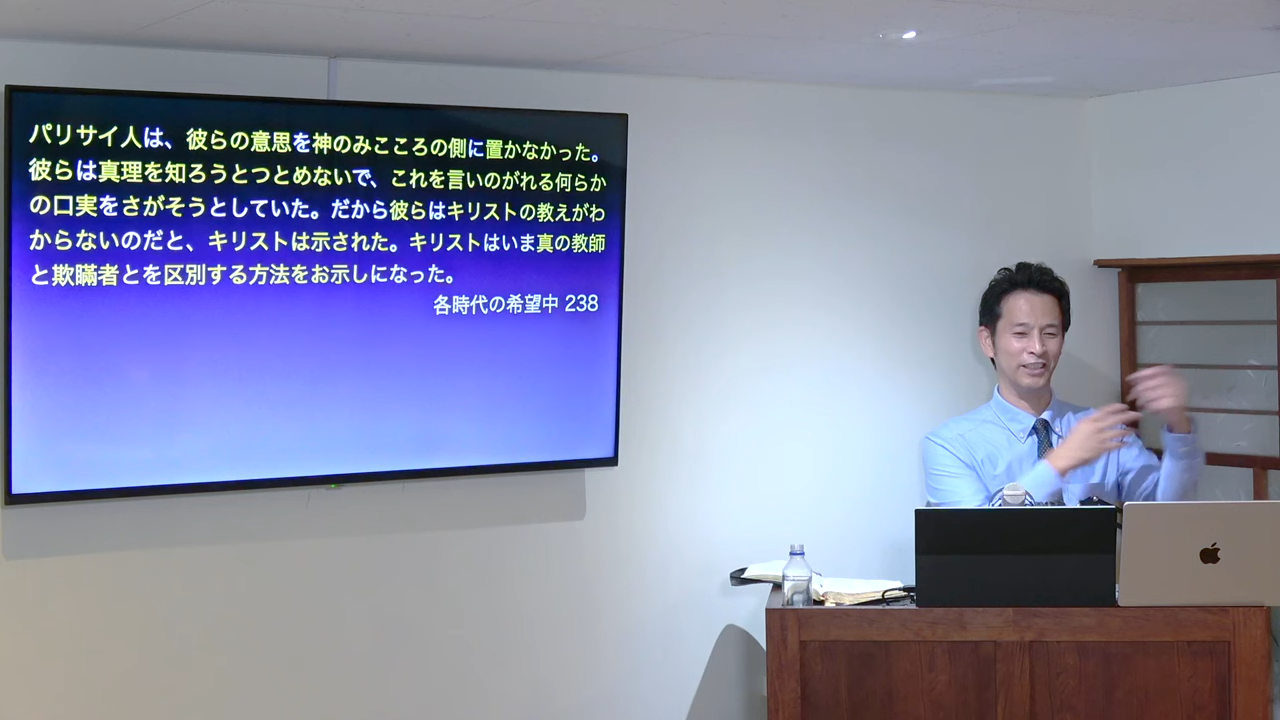 パリサイ人は、彼らの意思を神のみこころの側に置かなかった。
彼らは真理を知ろうとつとめないで、これを言いのがれる何らか
の口実をさがそうとしていた。だから彼らはキリストの教えがわ
からないのだと、キリストは示された。キリストはいま真の教師
と欺瞞者とを区別する方法をお示しになった。
各時代の希望中 238